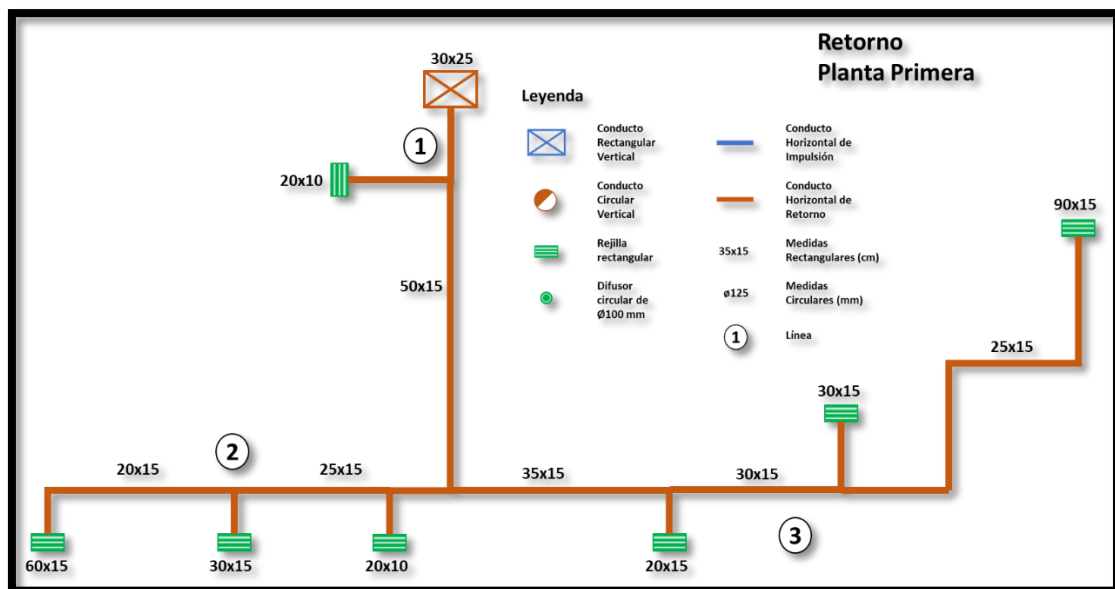 Retorno
Planta Primera
30x25
Leyenda
Conducto
Rectangular
Vertical
Conducto
Horizontal de
Impulsión
1
20x10
Conducto
Circular
Vertical
Conducto
Horizontal de
Retorno
90x15
Rejilla
rectangular
35x15
Medidas
Rectangulares (cm)
50x15
Difusor
circular de
Ø100 mm
ø125
Medidas
Circulares (mm)
1
Línea
25x15
30x15
2
20x15
25x15
35x15
30x15
3
60x15
30x15
20x10
20x15